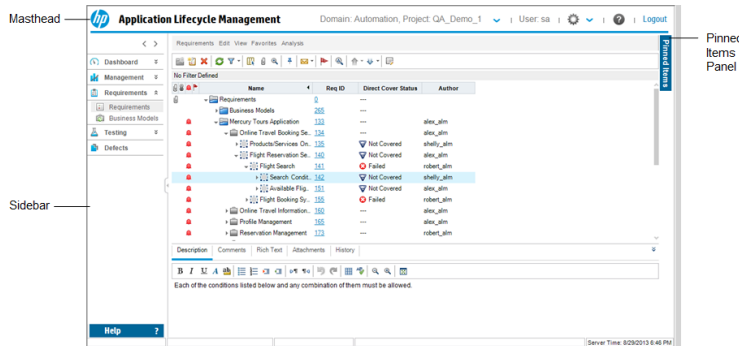 Masthead
hp Application Lifecycle Management Domain: Automation, Project: QA_Demo_1 User: sa ? Logout
Pinned Items
Pinned
Items
Panel
Requirements Edit View Favorites Analysis
Dashboard
Management
Requirements
Requirements
Business Models
Testing
Defects
No Filter Defined
Name Req ID Direct Cover Status Author
Requirements 0 ---
Business Models 265 ---
Mercury Tours Application 133 --- alex_alm
Online Travel Booking Se.. 134 --- alex_alm
Products/Services On.. 135 Not Covered shelly_alm
Flight Reservation Se.. 140 Not Covered alex_alm
Flight Search 141 Failed robert_alm
Search Condit.. 142 Not Covered shelly_alm
Available Flig.. 151 Not Covered alex_alm
Flight Booking Sy.. 155 Failed robert_alm
Online Travel Information.. 160 --- alex_alm
Profile Management 165 --- alex_alm
Reservation Management 173 --- robert_alm
Sidebar
Description Comments Rich Text Attachments History
B I U A ab
Each of the conditions listed below and any combination of them must be allowed.
Help ?
Server Time: 8/29/2013 8:46 PM